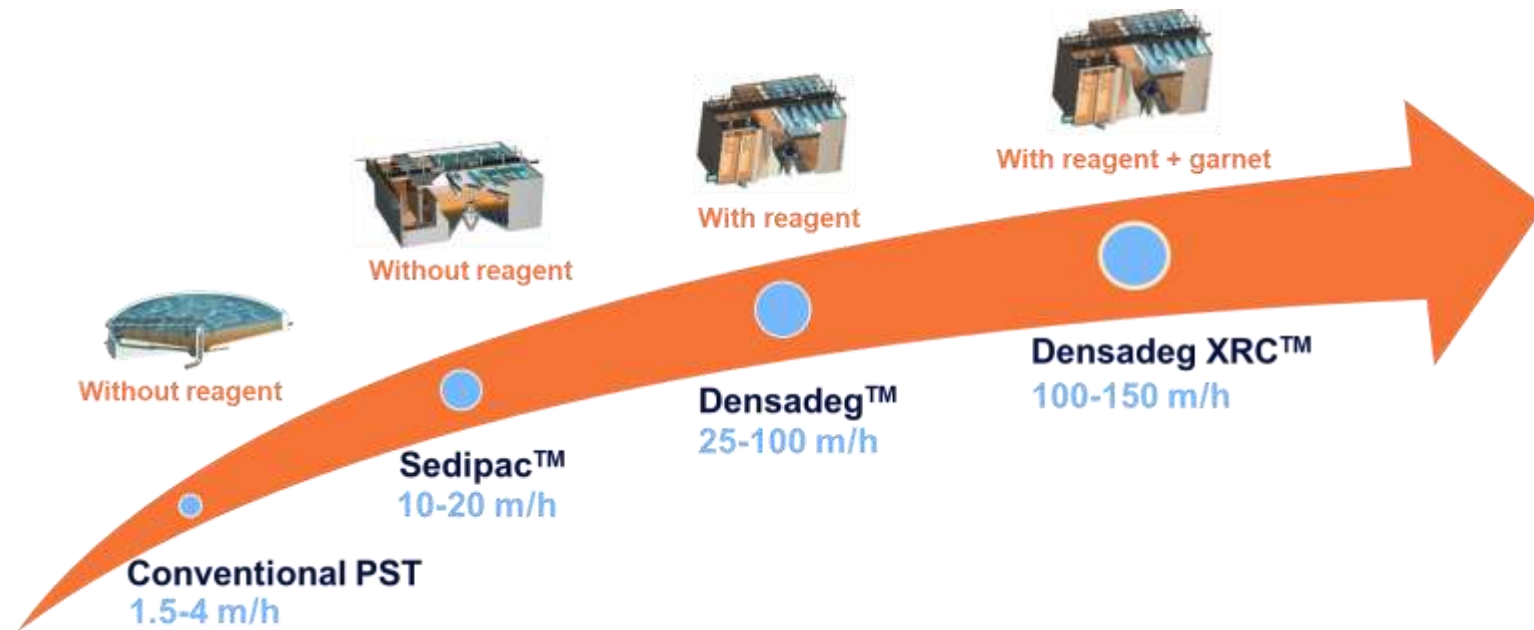 Without reagent
Conventional PST
1.5-4 m/h
Without reagent
Sedipac™
10-20 m/h
With reagent
Densadeg™
25-100 m/h
With reagent + garnet
Densadeg XRC™
100-150 m/h